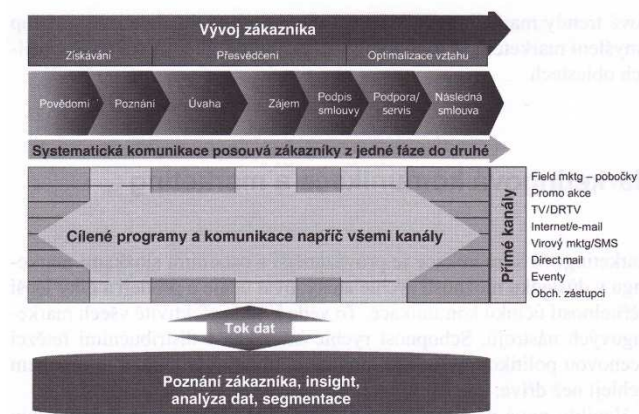 Vývoj zákazníka
Získávání
Přesvědčení
Optimalizace vztahu
Povědomí
Poznání
Úvaha
Zájem
Podpis smlouvy
Podpora/servis
Následná smlouva
Systematická komunikace posouvá zákazníky z jedné fáze do druhé
Cílené programy a komunikace napříč všemi kanály
Přímé kanály
Field mktg – pobočky
Promo akce
TV/DRTV
Internet/e-mail
Virový mktg/SMS
Direct mail
Eventy
Obch. zástupci
Tok dat
Poznání zákazníka, insight,
analýza dat, segmentace